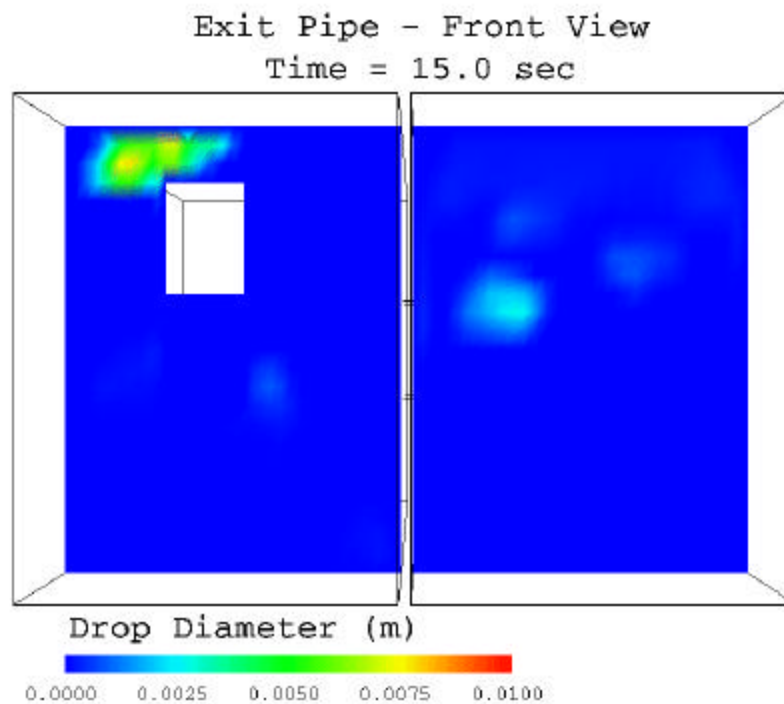 Exit Pipe - Front View
Time = 15.0 sec
Drop Diameter (m)
0.0000 0.0025 0.0050 0.0075 0.0100